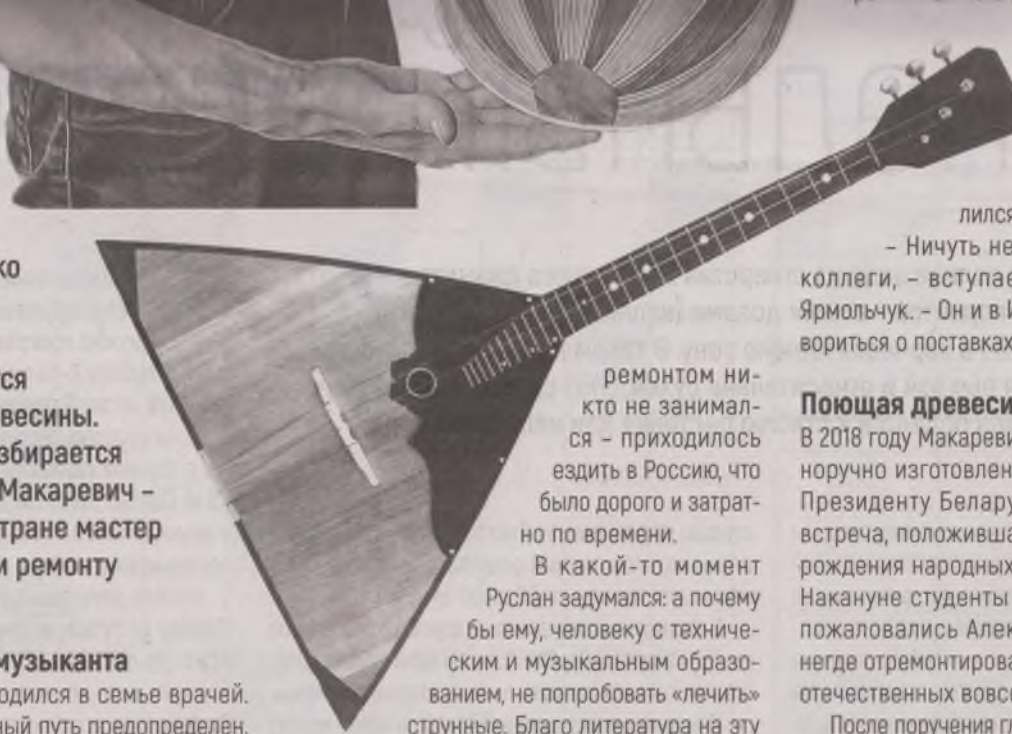 ко
ся
весины.
збирается
Макаревич –
тране мастер
и ремонту
музыканта
одился в семье врачей.
ный путь предопределен.
ремонтом ни-
кто не занимал-
ся – приходилось
ездить в Россию, что
было дорого и затрат-
но по времени.
В какой-то момент
Руслан задумался: а почему
бы ему, человеку с техниче-
ским и музыкальным образо-
ванием, не попробовать «лечить»
струнные. Благо литература на эту
лился
– Ничуть не
коллеги, – вступае
Ярмольчук. – Он и в И
вориться о поставках
Поющая древеси
В 2018 году Макареви
норучно изготовлен
Президенту Белару
встреча, положивша
рождения народных
Накануне студенты
пожаловались Алек
негде отремонтирова
отечественных вовсе
После поручения гл